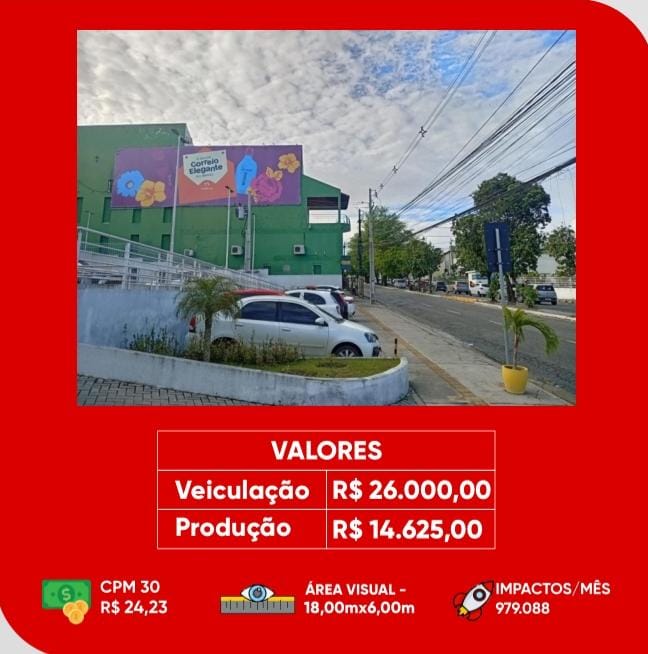 Correio
Elegante
VALORES
Veiculação R$ 26.000,00
Produção R$ 14.625,00
CPM 30
R$ 24,23
ÁREA VISUAL -
18,00mx6,00m
IMPACTOS/MÊS
979.088